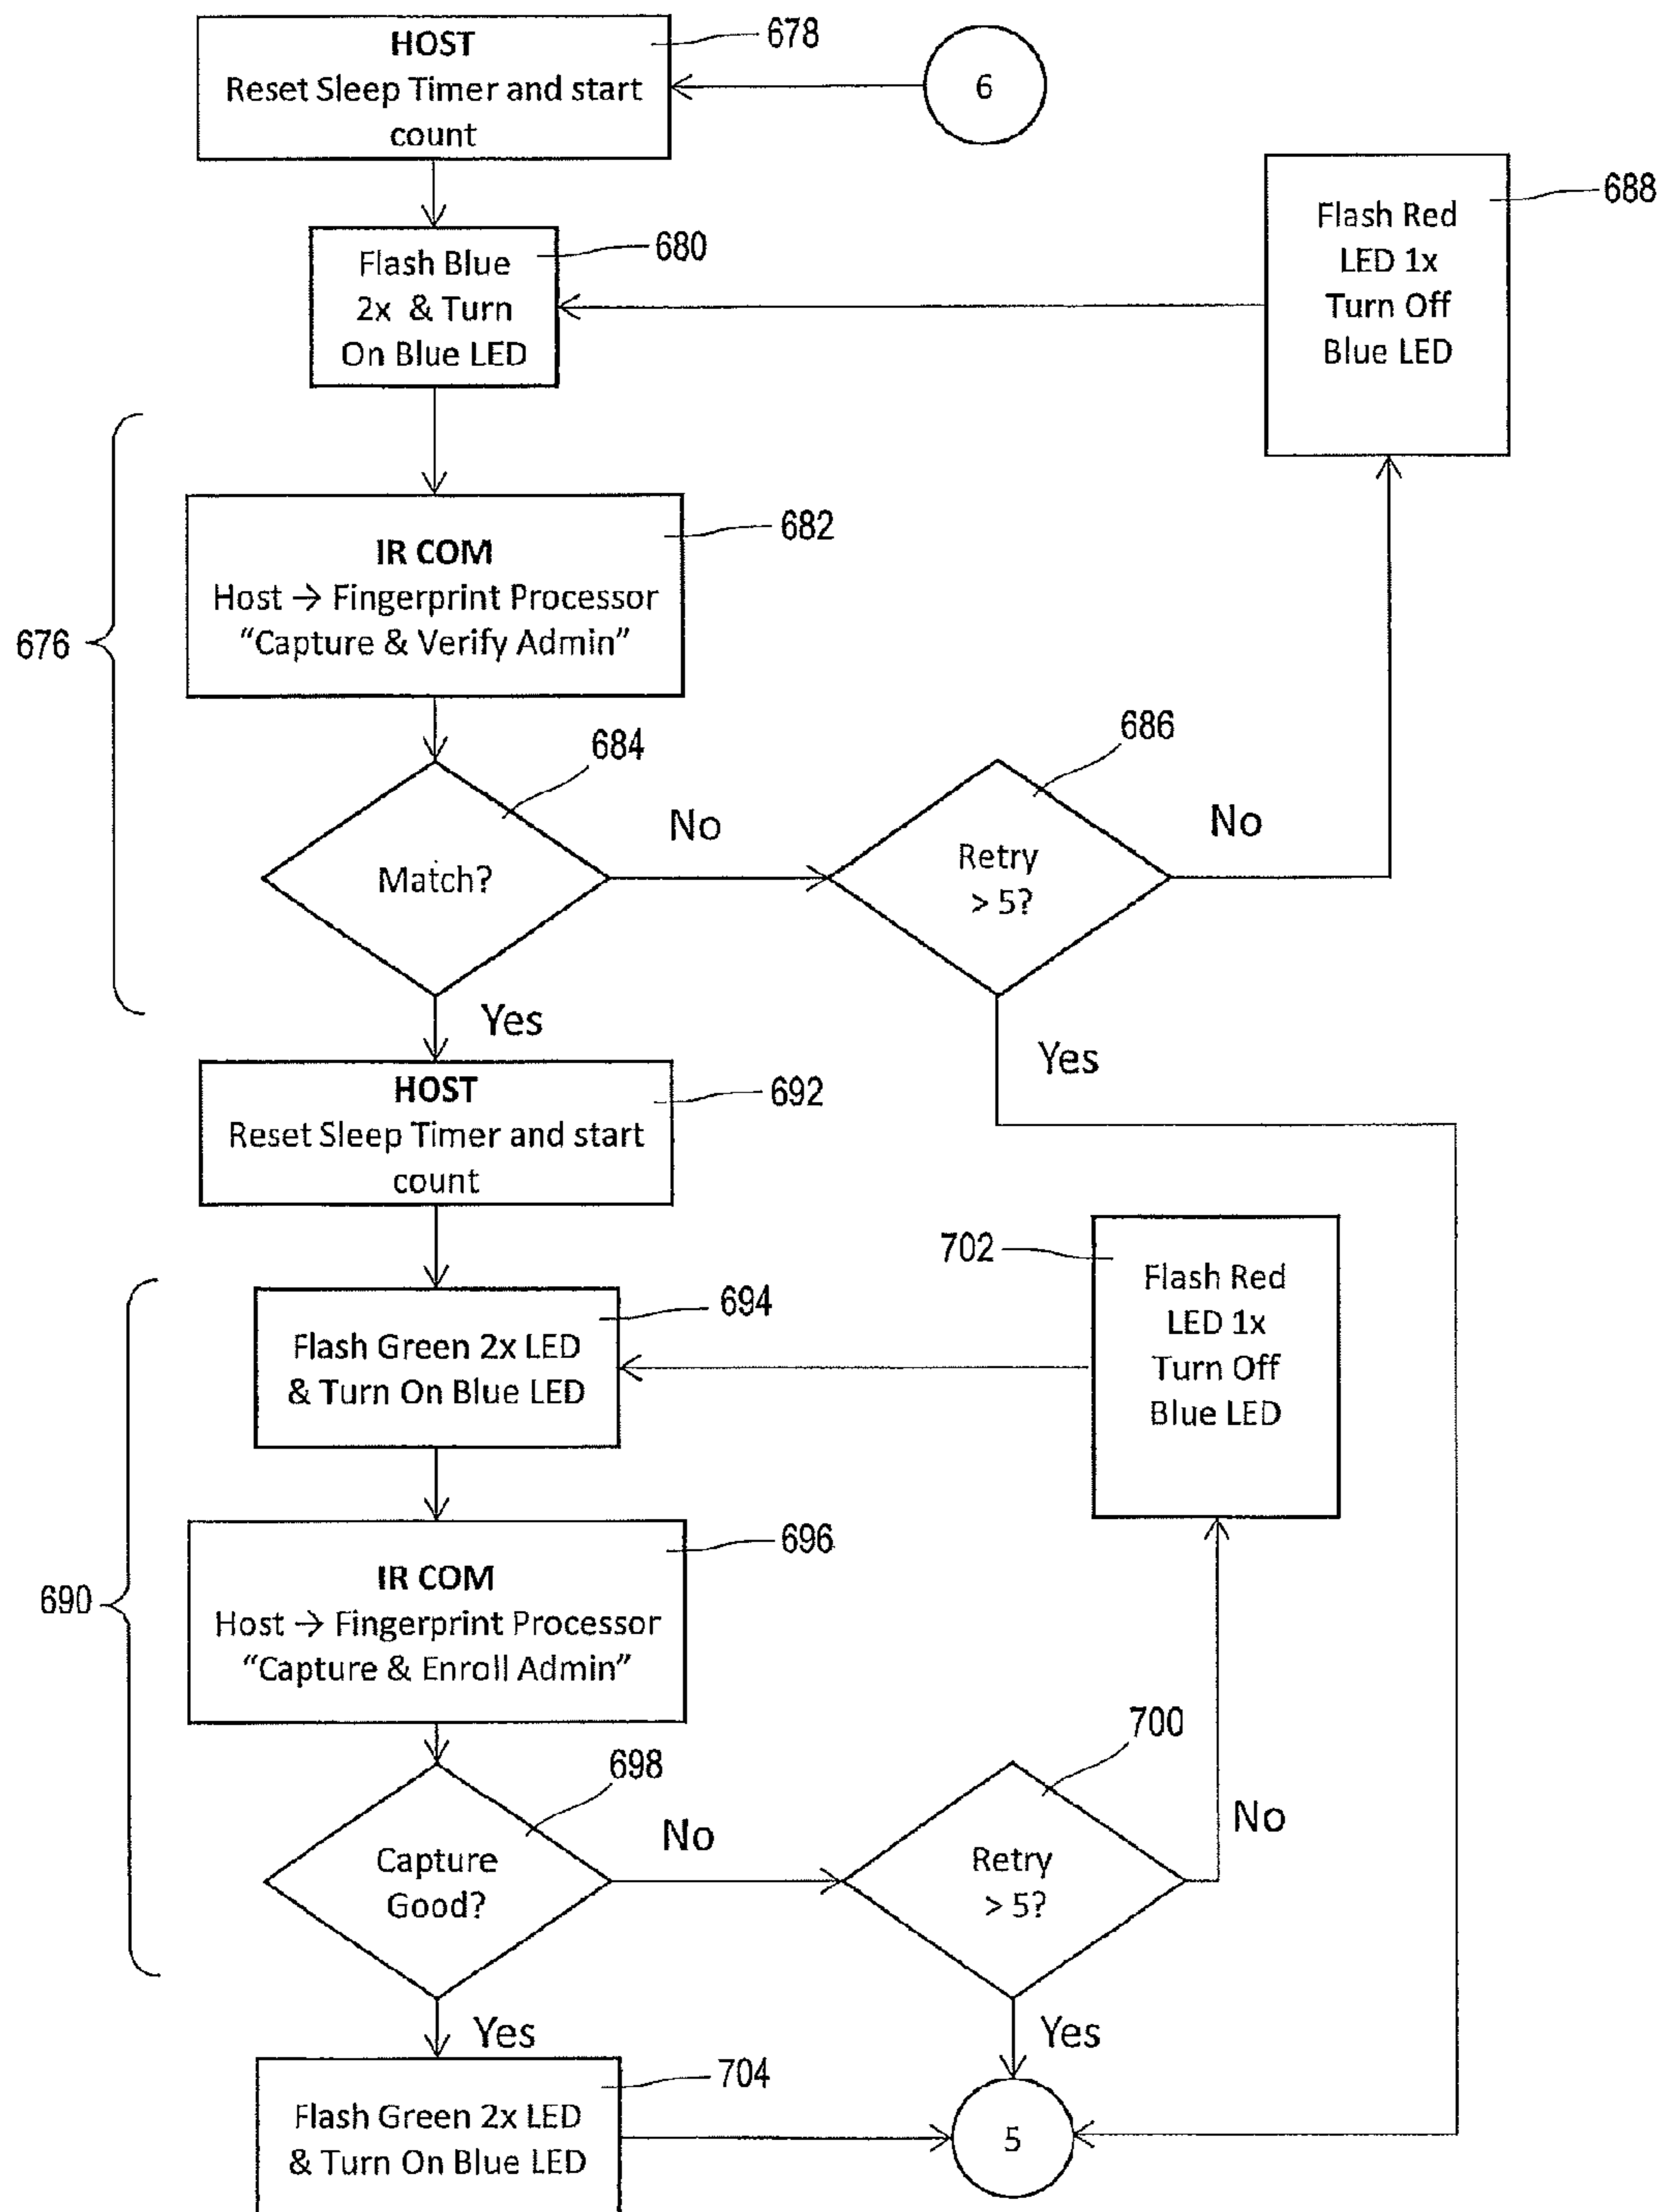 HOST
Reset Sleep Timer and start
count
678
6
Flash Blue
2x & Turn
On Blue LED
680
Flash Red
LED 1x
Turn Off
Blue LED
688
676
IR COM
Host → Fingerprint Processor
“Capture & Verify Admin”
682
Match?
684
No
Retry
> 5?
686
No
Yes
Yes
HOST
Reset Sleep Timer and start
count
692
690
Flash Green 2x LED
& Turn On Blue LED
694
702
Flash Red
LED 1x
Turn Off
Blue LED
IR COM
Host → Fingerprint Processor
“Capture & Enroll Admin”
696
Capture
Good?
698
No
Retry
> 5?
700
No
Yes
Yes
Flash Green 2x LED
& Turn On Blue LED
704
5